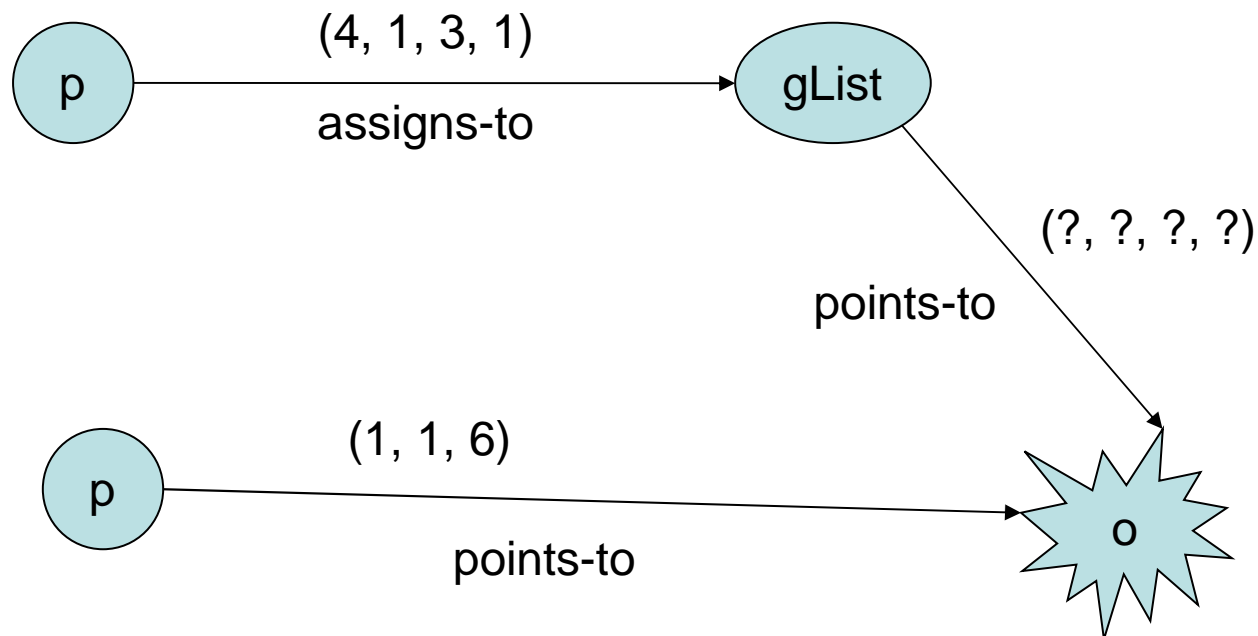 (4, 1, 3, 1)
p
gList
assigns-to
(?, ?, ?, ?)
points-to
(1, 1, 6)
p
o
points-to